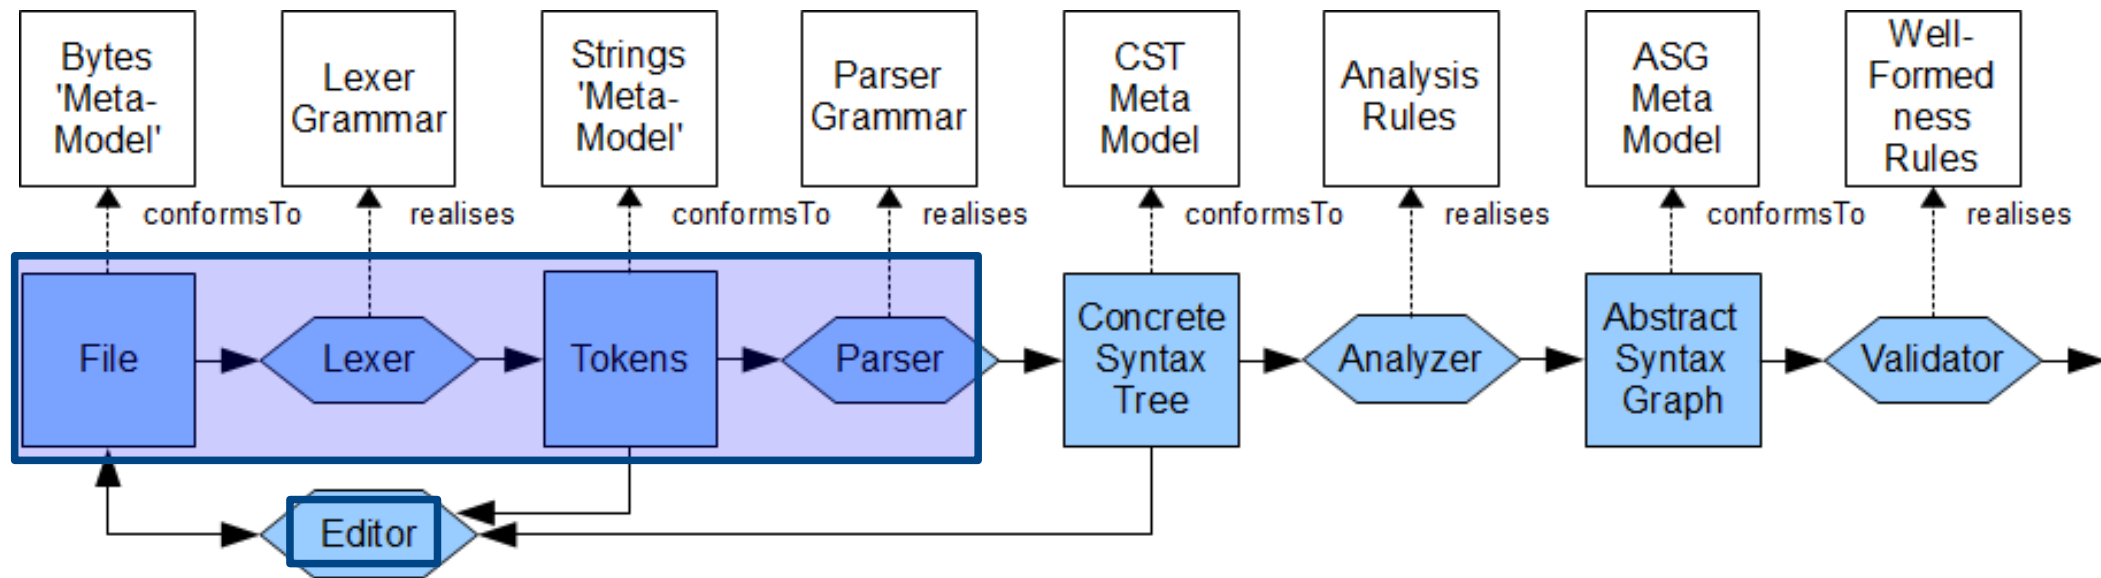 Bytes
'Meta-
Model'
Lexer
Grammar
Strings
'Meta-
Model'
Parser
Grammar
CST
Meta
Model
Analysis
Rules
ASG
Meta
Model
Well-
Formed
ness
Rules
conformsTo
realises
conformsTo
realises
conformsTo
realises
conformsTo
realises
File
Lexer
Tokens
Parser
Concrete
Syntax
Tree
Analyzer
Abstract
Syntax
Graph
Validator
Editor